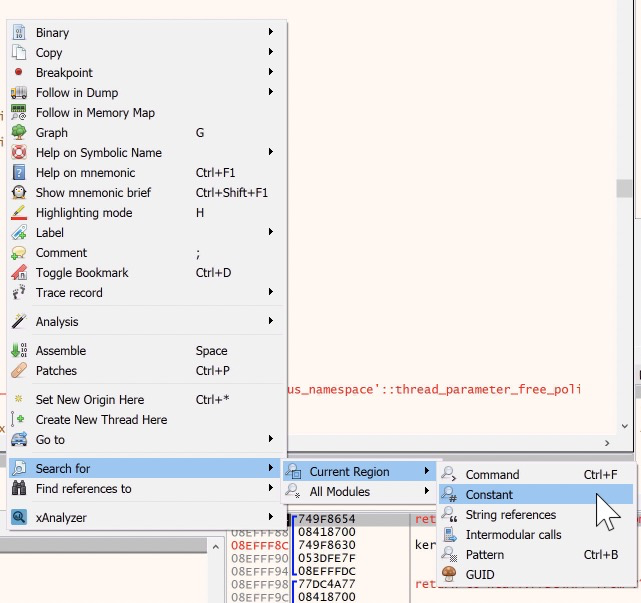 Binary
Copy
Breakpoint
Follow in Dump
Follow in Memory Map
Graph G
Help on Symbolic Name
Help on mnemonic Ctrl+F1
Show mnemonic brief Ctrl+Shift+F1
Highlighting mode H
Label
Comment ;
Toggle Bookmark Ctrl+D
Trace record
Analysis
Assemble Space
Patches Ctrl+P
us_namespace'::thread_parameter_free_poli
Set New Origin Here Ctrl+*
Create New Thread Here
Go to
Search for
Find references to
xAnalyzer
Current Region
All Modules
Command Ctrl+F
Constant
String references
Intermodular calls
Pattern Ctrl+B
GUID
749F8654 ret
08EFFF88 08418700
08EFFF8C 749F8630 ker
08EFFF90 053DFE7F
08EFFF94 08EFFFDC
08EFFF98 77DC4A77
08EFFF9C 08418700